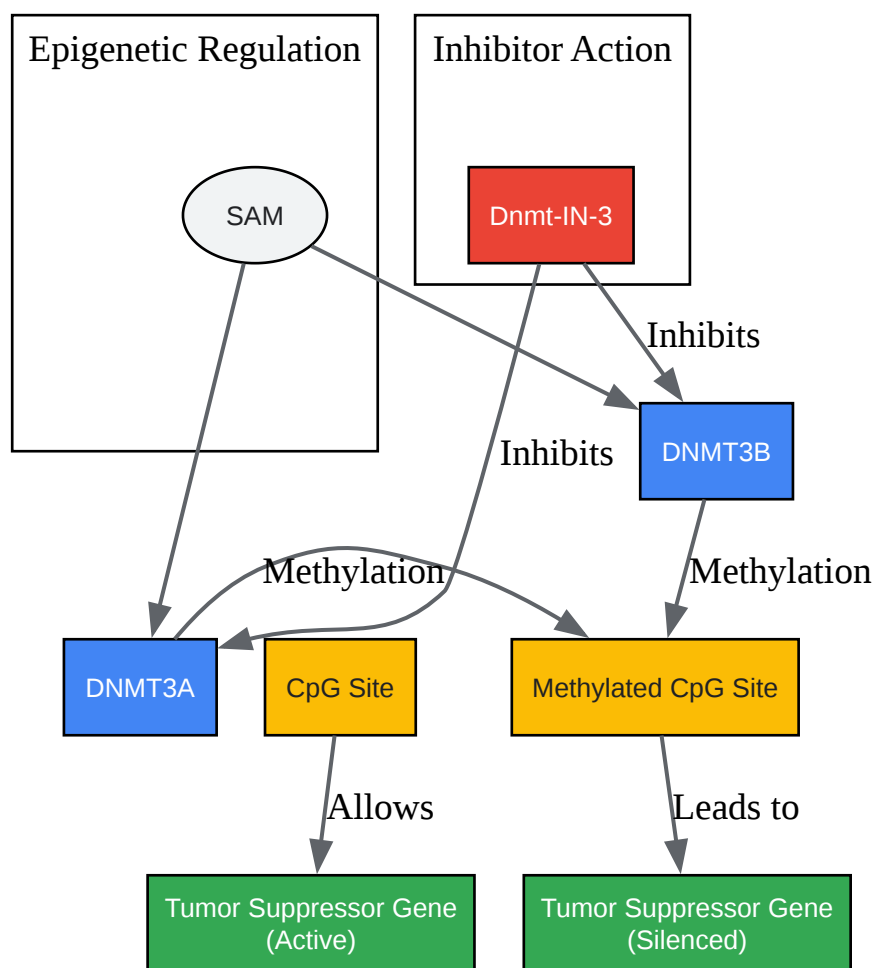 Epigenetic Regulation
Inhibitor Action
SAM
Dnmt-IN-3
Inhibits
Inhibits
DNMT3B
Methylation
Methylation
DNMT3A
CpG Site
Methylated CpG Site
Allows
Leads to
Tumor Suppressor Gene
(Active)
Tumor Suppressor Gene
(Silenced)